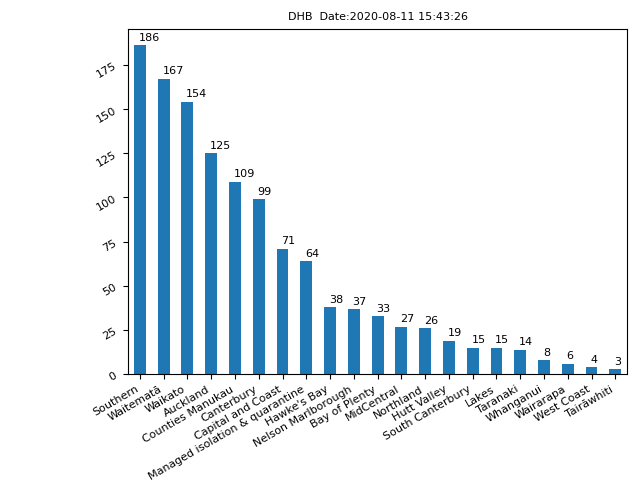 DHB  Date:2020-08-11 15:43:26
186
167
154
125
109
99
71
64
38
37
33
27
26
19
15
15
14
8
6
4
3
175
150
125
100
75
50
25
0
Southern
Waitematā
Waikato
Auckland
Counties Manukau
Canterbury
Capital and Coast
Managed isolation & quarantine
Hawke's Bay
Nelson Marlborough
Bay of Plenty
MidCentral
Northland
Hutt Valley
South Canterbury
Lakes
Taranaki
Whanganui
Wairarapa
West Coast
Tairāwhiti